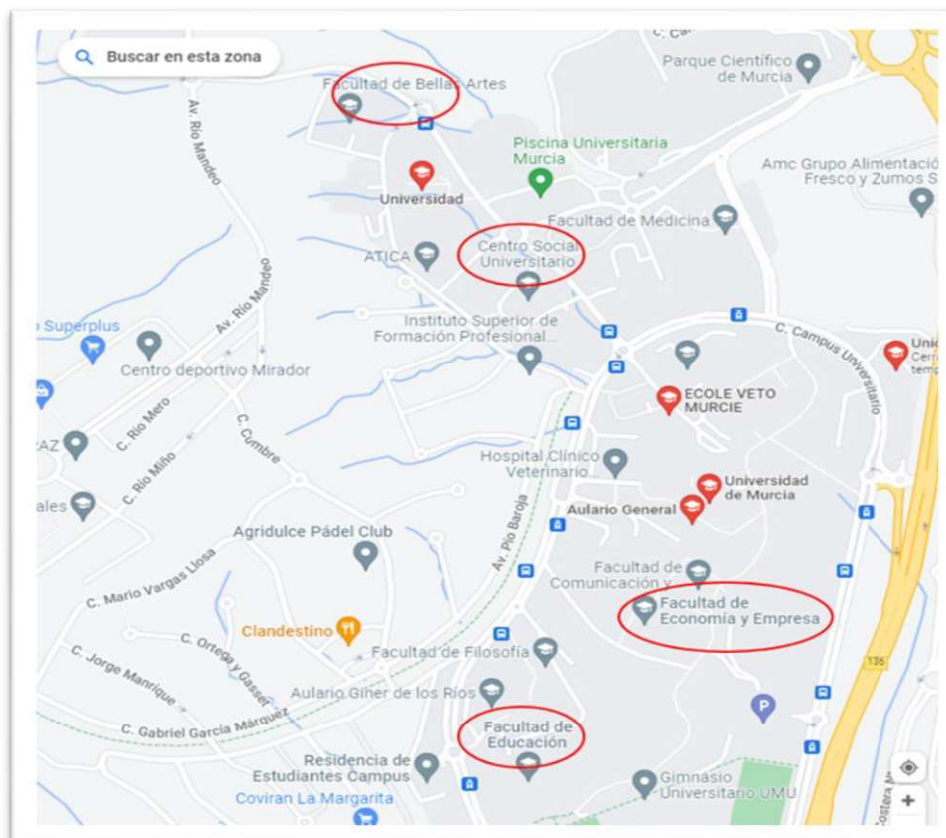 Buscar en esta zona
Parque Científico
de Murcia
Facultad de Bellas Artes
Av. Río Mandeo
Piscina Universitaria
Murcia
Amc Grupo Alimentació
Fresco y Zumos S
Universidad
Facultad de Medicina
Centro Social
Universitario
ATICA
Av. Río Mandeo
Superplus
Instituto Superior de
Formación Profesional...
C. Campus Universitario
Centro deportivo Mirador
ECOLE VETO
MURCIE
C. Río Mero
C. Cumbre
C. Río Miño
Hospital Clínico
Veterinario...
Universidad
de Murcia
Aulario General
ales
Agridulce Pádel Club
Av. Pío Baroja
Facultad de
Comunicación y
C. Mario Vargas Llosa
Facultad de
Economía y Empresa
Clandestino
C. Ortega y Gasset
Facultad de Filosofía
C. Jorge Manrique
Aulario Giner de los Ríos
P
C. Gabriel García Márquez
Facultad de
Educación
Residencia de
Estudiantes Campus
Gimnasio
Universitario UMU
Coviran La Margarita